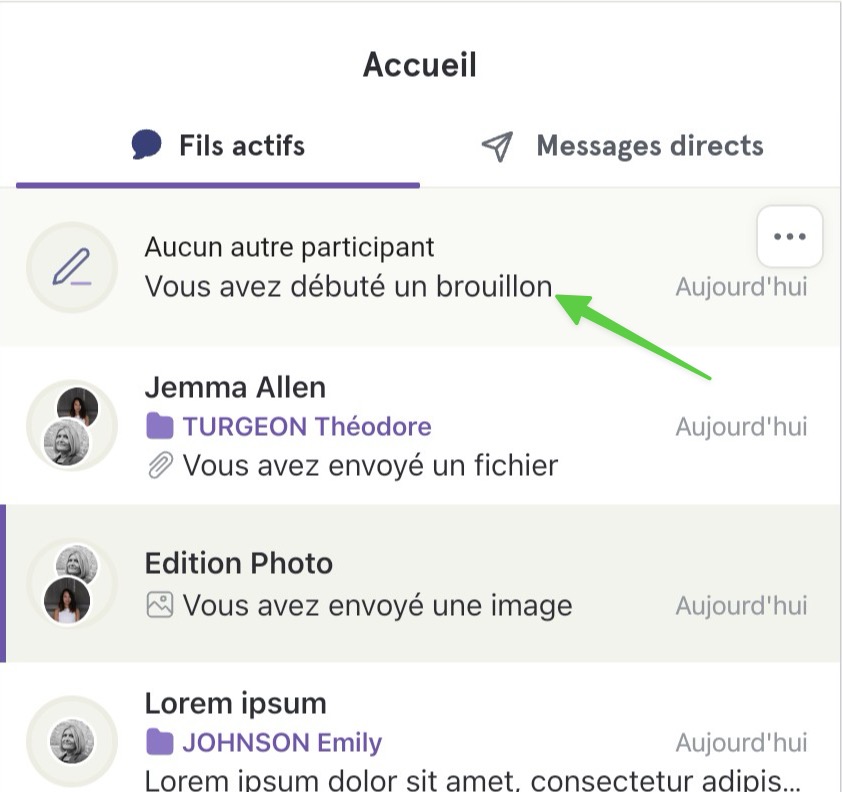 Accueil
Fils actifs
Messages directs
Aucun autre participant
Vous avez débuté un brouillon
Aujourd'hui
Jemma Allen
TURGEON Théodore
Aujourd'hui
Vous avez envoyé un fichier
Edition Photo
Vous avez envoyé une image
Aujourd'hui
Lorem ipsum
JOHNSON Emily
Aujourd'hui
Lorem ipsum dolor sit amet, consectetur adipis...